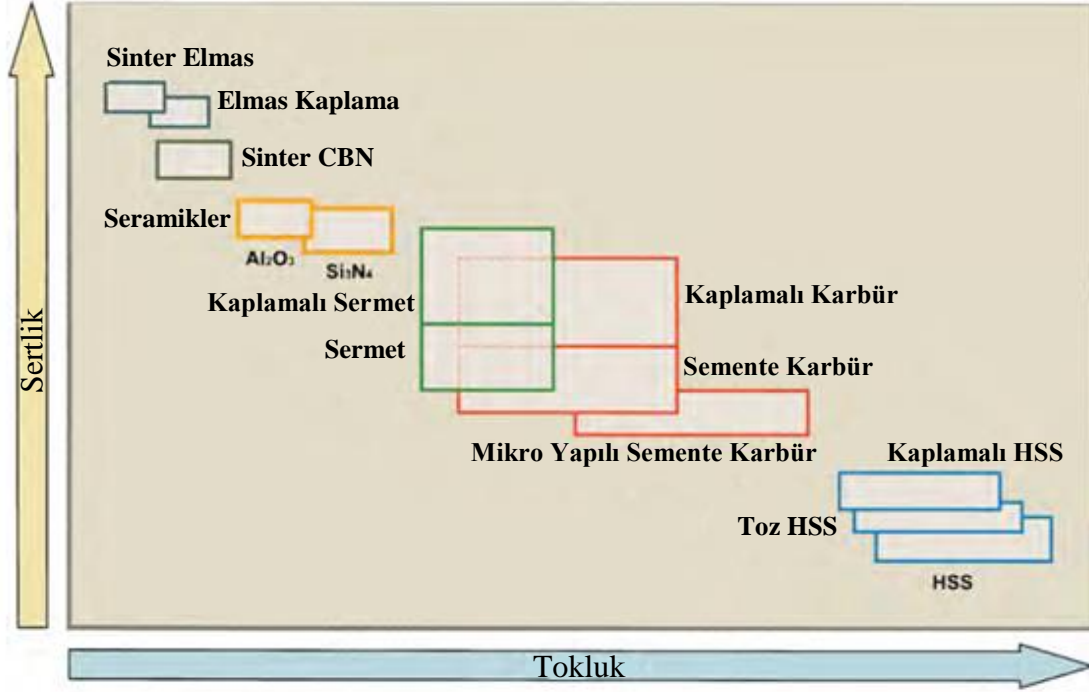 Sinter Elmas
Elmas Kaplama
Sinter CBN
Seramikler
Al₂O₃
Si₃N₄
Kaplamalı Sermet
Kaplamalı Karbür
Sermet
Semente Karbür
Mikro Yapılı Semente Karbür
Kaplamalı HSS
Toz HSS
HSS
Sertlik
Tokluk